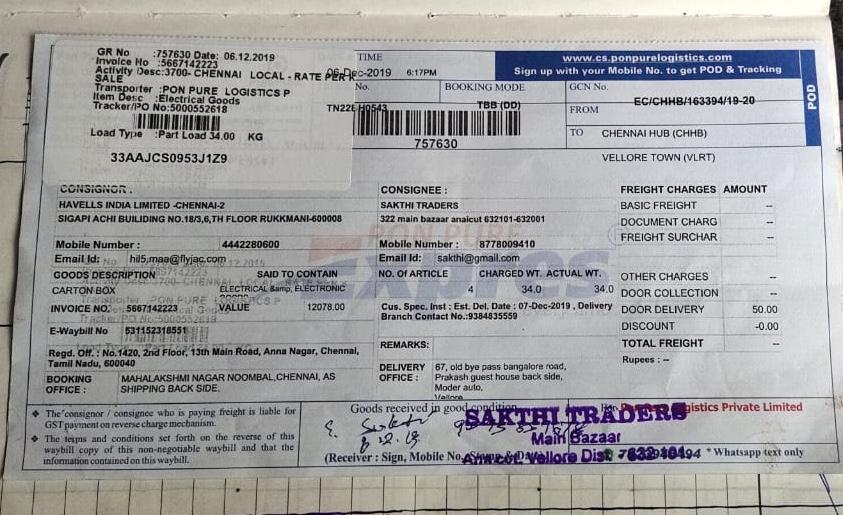 GR No :757630 Date: 06.12.2019
Invoice No :5667142223
Activity Desc:3700- CHENNAI LOCAL - RATE PER K
SALE
Transporter :PON PURE LOGISTICS P
Item Desc :Electrical Goods
Tracker/PO No:5000552618
Load Type :Part Load 34.00 KG
33AAJCS0953J1Z9
TIME
06-Dec-2019 6:17PM
www.cs.ponpurelogistics.com
Sign up with your Mobile No. to get POD & Tracking
POD
No. BOOKING MODE GCN No.
TN22EH0543 TBB (DD) EC/CHHB/163394/19-20
FROM
757630
TO CHENNAI HUB (CHHB)
VELLORE TOWN (VLRT)
CONSIGNOR : CONSIGNEE : FREIGHT CHARGES AMOUNT
HAVELLS INDIA LIMITED -CHENNAI-2 SAKTHI TRADERS BASIC FREIGHT --
SIGAPI ACHI BUILIDING NO.18/3,6,TH FLOOR RUKKMANI-600008 322 main bazaar anaicut 632101-632001 DOCUMENT CHARG --
FREIGHT SURCHAR --
Mobile Number : 4442280600 Mobile Number : 8778009410
Email Id: hil5.maa@flyjac.com Email Id: sakthi@gmail.com
PON PURE
Expres
GOODS DESCRIPTION SAID TO CONTAIN NO. OF ARTICLE CHARGED WT. ACTUAL WT. OTHER CHARGES --
CARTON BOX ELECTRICAL &amp; ELECTRONIC 4 34.0 34.0 DOOR COLLECTION --
INVOICE NO. 5667142223 VALUE 12078.00 Cus. Spec. Inst : Est. Del. Date : 07-Dec-2019 , Delivery DOOR DELIVERY 50.00
Branch Contact No.:9384835559
DISCOUNT -0.00
E-Waybill No 531152318551
REMARKS: TOTAL FREIGHT --
Regd. Off. : No.1420, 2nd Floor, 13th Main Road, Anna Nagar, Chennai,
Tamil Nadu, 600040
Rupees : --
BOOKING OFFICE : MAHALAKSHMI NAGAR NOOMBAL,CHENNAI, AS
SHIPPING BACK SIDE.
DELIVERY OFFICE : 67, old bye pass bangalore road,
Prakash guest house back side,
Moder auto,
Vellore
❖ The consignor / consignee who is paying freight is liable for
GST payment on reverse charge mechanism.
❖ The terms and conditions set forth on the reverse of
waybill copy of this non-negotiable waybill and that the
information contained on this waybill.
Goods received in good condition
Logistics Private Limited
SAKTHI TRADERS
Main Bazaar
Anaicut, Vellore Dist - 632 101.
(Receiver : Sign, Mobile No. * Whatsapp text only